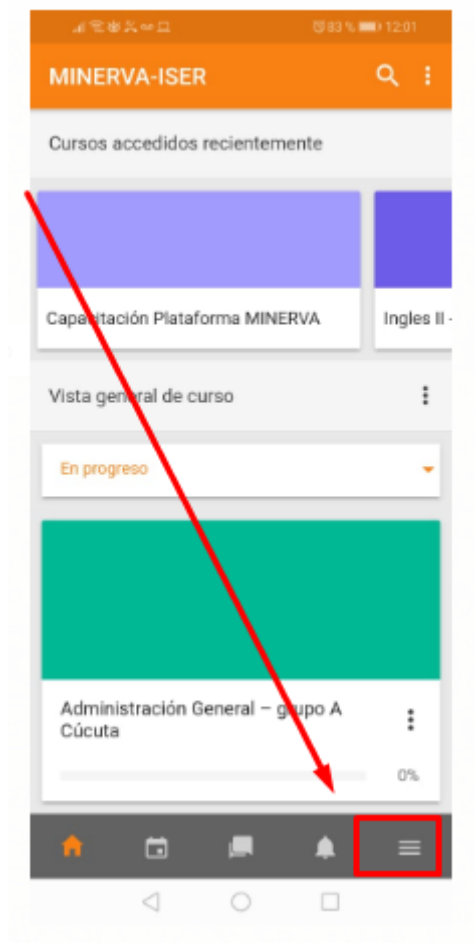 83 % 12:01
MINERVA-ISER
Cursos accedidos recientemente
Capacitación Plataforma MINERVA
Ingles II -
Vista general de curso
En progreso
Administración General – grupo A
Cúcuta
0%